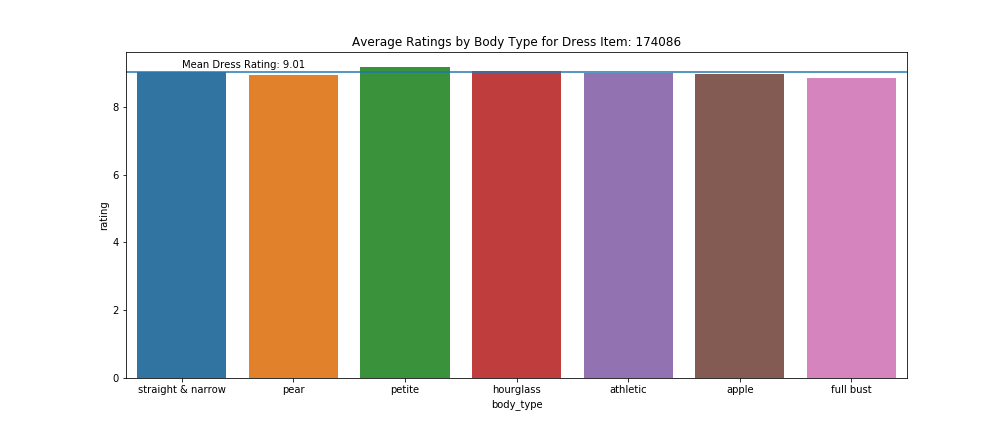 Average Ratings by Body Type for Dress Item: 174086
Mean Dress Rating: 9.01
8
6
4
2
0
rating
straight & narrow pear petite hourglass athletic apple full bust
body_type